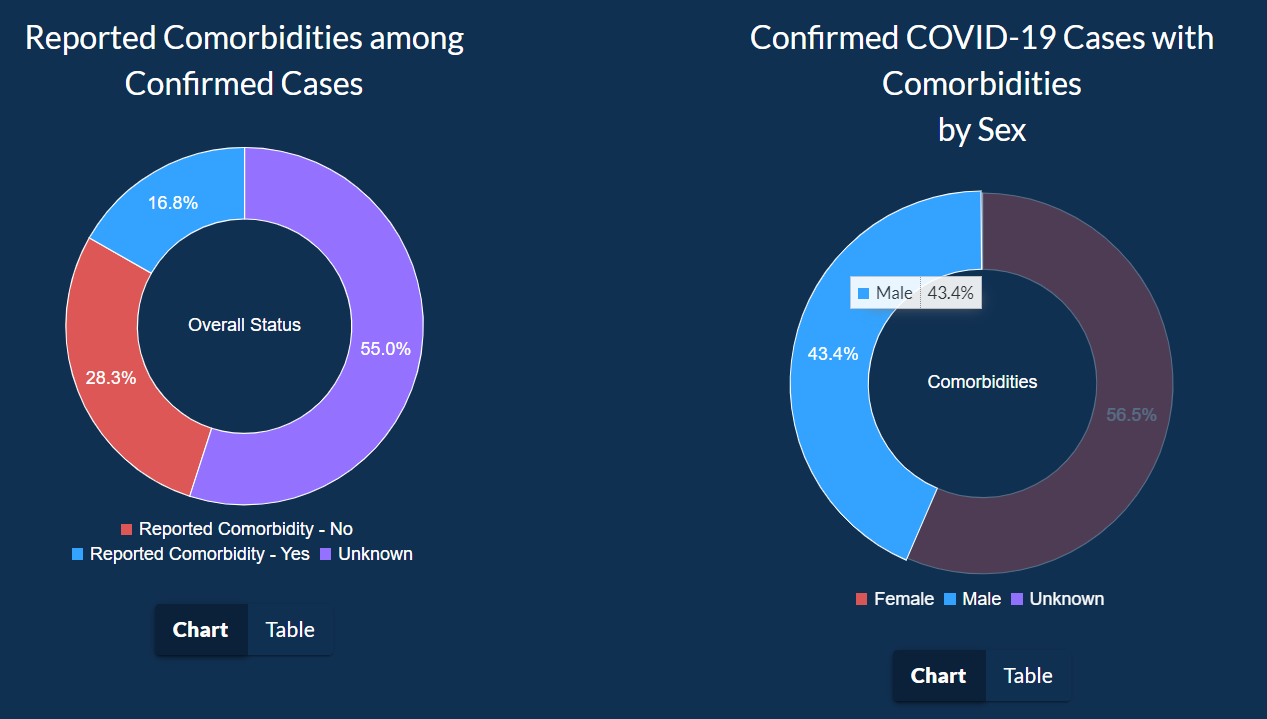 Reported Comorbidities among
Confirmed Cases
16.8%
Overall Status
55.0%
28.3%
Reported Comorbidity - No
Reported Comorbidity - Yes Unknown
Chart Table
Confirmed COVID-19 Cases with
Comorbidities
by Sex
Male 43.4%
43.4%
Comorbidities
56.5%
Female Male Unknown
Chart Table